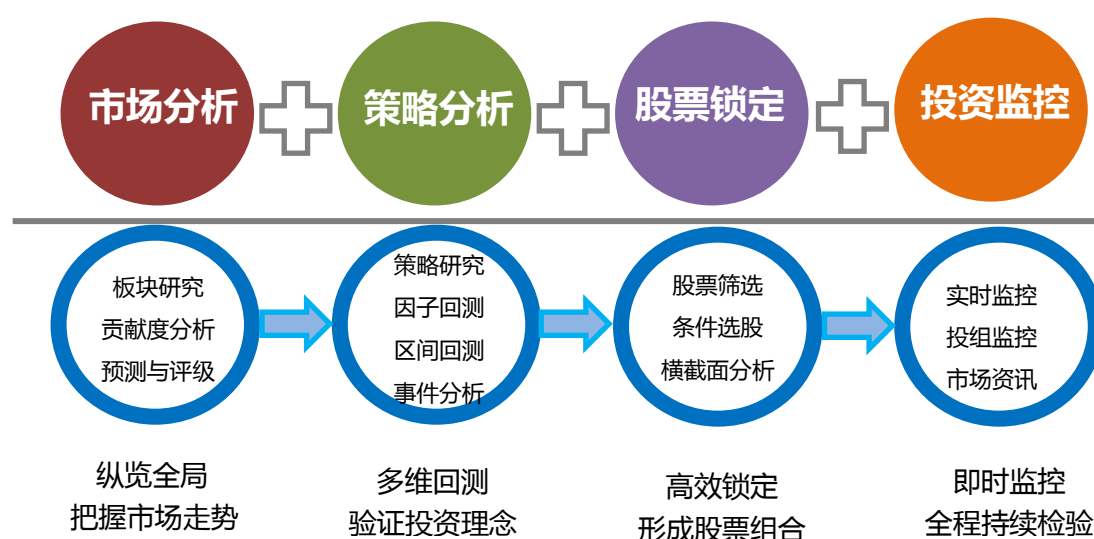 市场分析
策略分析
股票锁定
投资监控
板块研究
贡献度分析
预测与评级
策略研究
因子回测
区间回测
事件分析
股票筛选
条件选股
横截面分析
实时监控
投组监控
市场资讯
纵览全局
把握市场走势
多维回测
验证投资理念
高效锁定
形成股票组合
即时监控
全程持续检验